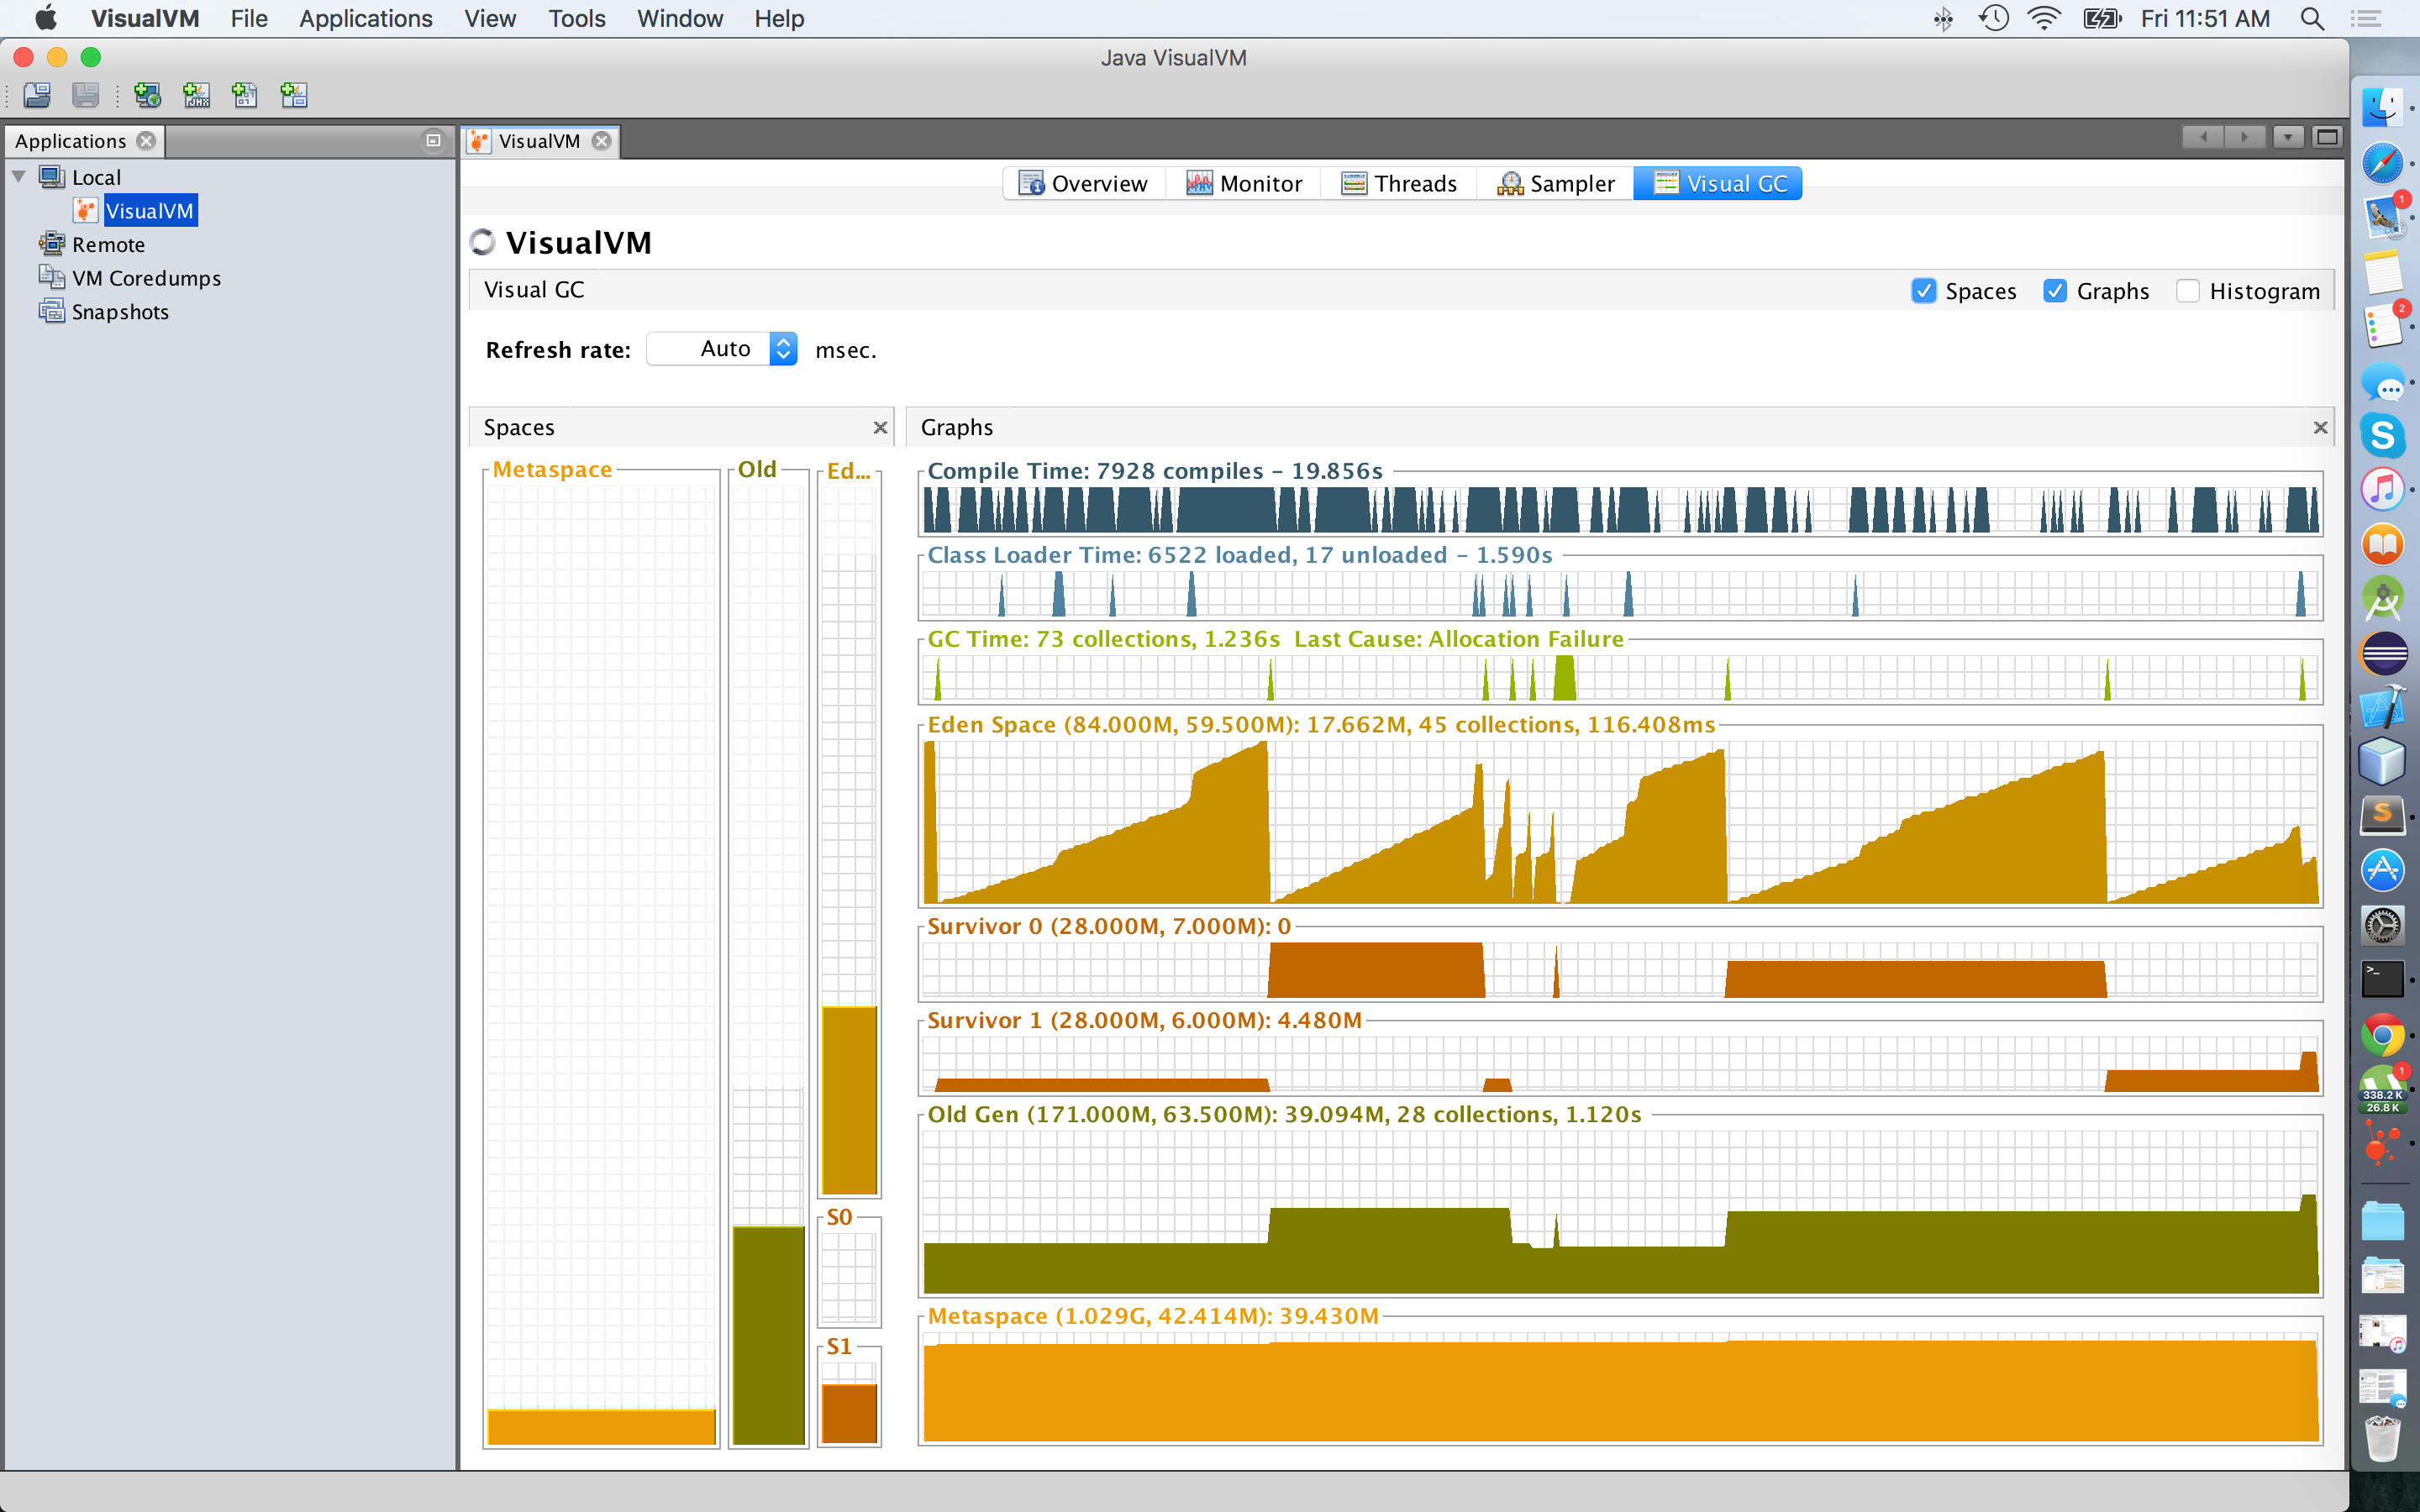 VisualVM File Applications View Tools Window Help Fri 11:51 AM
Java VisualVM
Applications
VisualVM
Local
VisualVM
Remote
VM Coredumps
Snapshots
Overview Monitor Threads Sampler Visual GC
VisualVM
Visual GC Spaces Graphs Histogram
Refresh rate: Auto msec.
Spaces
Graphs
Metaspace Old Ed...
S0
S1
Compile Time: 7928 compiles - 19.856s
Class Loader Time: 6522 loaded, 17 unloaded - 1.590s
GC Time: 73 collections, 1.236s Last Cause: Allocation Failure
Eden Space (84.000M, 59.500M): 17.662M, 45 collections, 116.408ms
Survivor 0 (28.000M, 7.000M): 0
Survivor 1 (28.000M, 6.000M): 4.480M
Old Gen (171.000M, 63.500M): 39.094M, 28 collections, 1.120s
Metaspace (1.029G, 42.414M): 39.430M
1
2
1
338.2 K
26.8 K